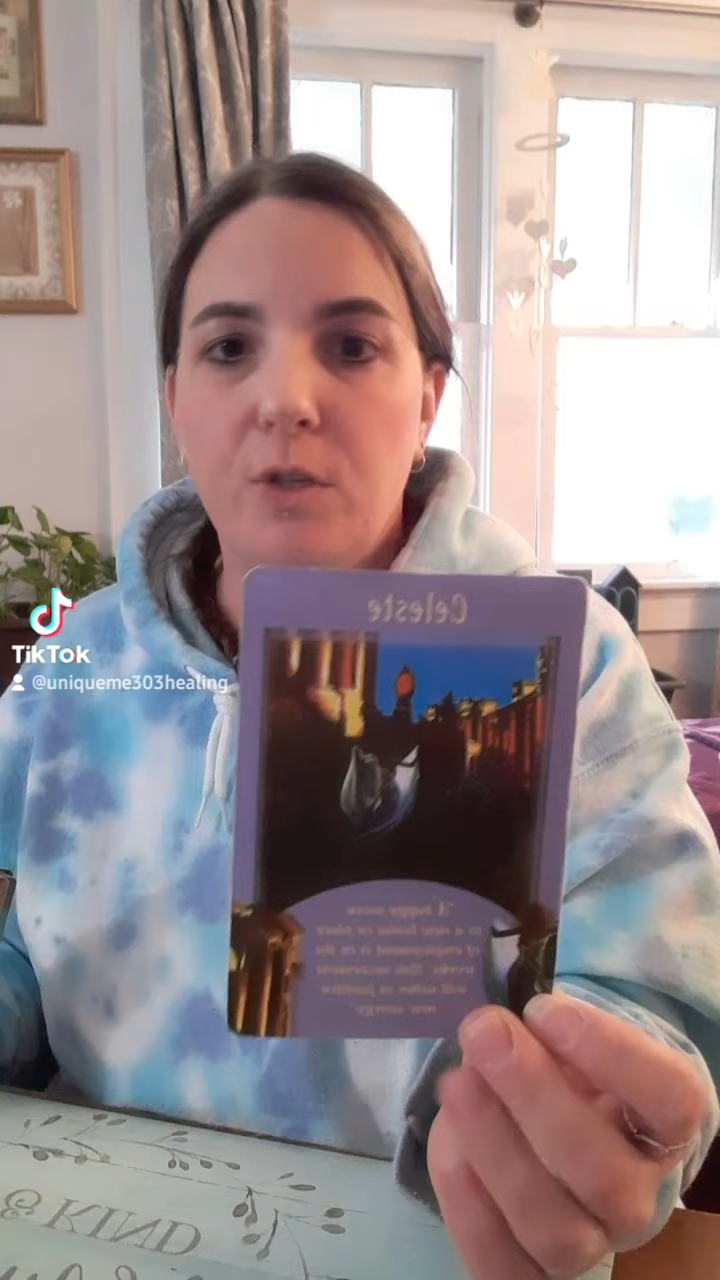 Celeste
TikTok
@uniqueme303healing
"A happy move
to a new home or place
of employment is in the
works. This movement
will usher in positive
new energy."
& KIND